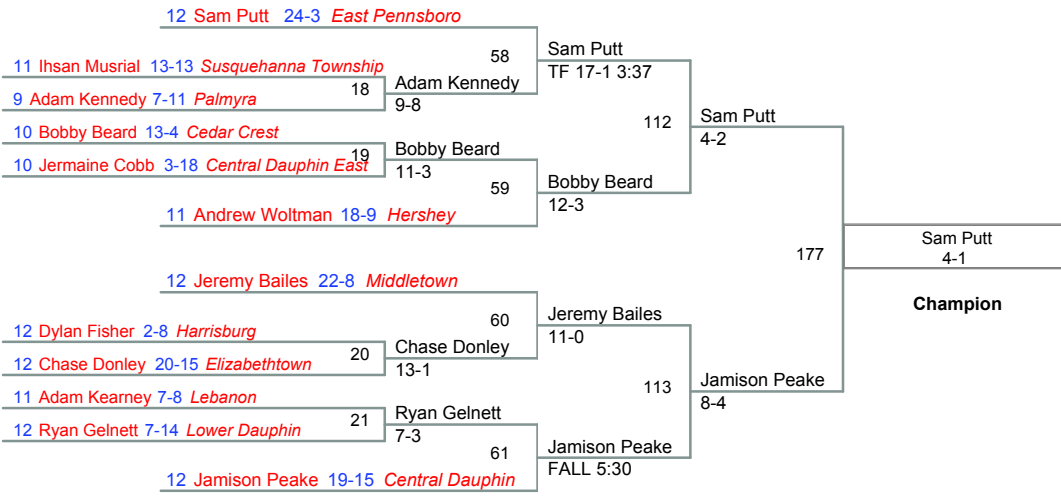 12 Sam Putt 24-3 East Pennsboro
58
Sam Putt
TF 17-1 3:37
11 Ihsan Musrial 13-13 Susquehanna Township
18
Adam Kennedy
9-8
9 Adam Kennedy 7-11 Palmyra
112
Sam Putt
4-2
10 Bobby Beard 13-4 Cedar Crest
19
Bobby Beard
11-3
10 Jermaine Cobb 3-18 Central Dauphin East
59
Bobby Beard
12-3
11 Andrew Woltman 18-9 Hershey
177
Sam Putt
4-1
Champion
12 Jeremy Bailes 22-8 Middletown
60
Jeremy Bailes
11-0
12 Dylan Fisher 2-8 Harrisburg
20
Chase Donley
13-1
12 Chase Donley 20-15 Elizabethtown
113
Jamison Peake
8-4
11 Adam Kearney 7-8 Lebanon
21
Ryan Gelnett
7-3
12 Ryan Gelnett 7-14 Lower Dauphin
61
Jamison Peake
FALL 5:30
12 Jamison Peake 19-15 Central Dauphin